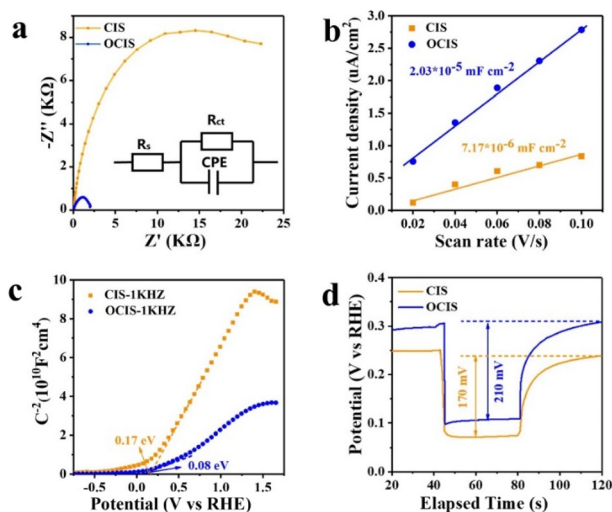 a
CIS
OCIS
-Z'' (KΩ)
8
6
4
2
0
Rs
Rct
CPE
0 5 10 15 20 25
Z' (KΩ)
b
CIS
OCIS
Current density (uA/cm²)
3.0
2.5
2.0
1.5
1.0
0.5
0.0
2.03*10⁻⁵ mF cm⁻²
7.17*10⁻⁶ mF cm⁻²
0.02 0.04 0.06 0.08 0.10
Scan rate (V/s)
c
CIS-1KHZ
OCIS-1KHZ
C⁻² (10¹⁰F²cm⁴)
10
8
6
4
2
0
0.17 eV
0.08 eV
-0.5 0.0 0.5 1.0 1.5
Potential (V vs RHE)
d
CIS
OCIS
Potential (V vs RHE)
0.4
0.3
0.2
0.1
0.0
170 mV
210 mV
20 40 60 80 100 120
Elapsed Time (s)